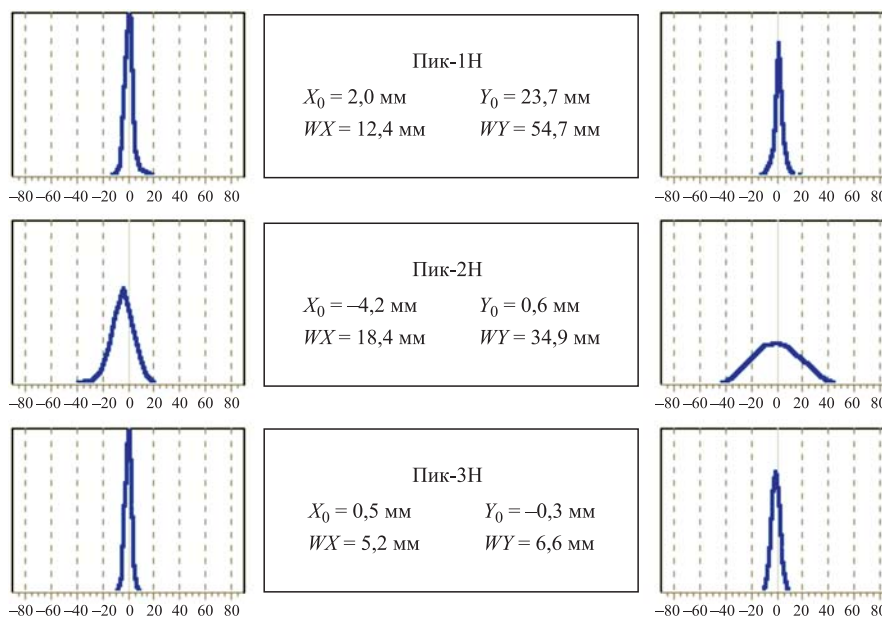 Пик-1Н
X₀ = 2,0 мм Y₀ = 23,7 мм
WX = 12,4 мм WY = 54,7 мм
–80 –60 –40 –20 0 20 40 60 80
–80 –60 –40 –20 0 20 40 60 80
Пик-2Н
X₀ = –4,2 мм Y₀ = 0,6 мм
WX = 18,4 мм WY = 34,9 мм
–80 –60 –40 –20 0 20 40 60 80
–80 –60 –40 –20 0 20 40 60 80
Пик-3Н
X₀ = 0,5 мм Y₀ = –0,3 мм
WX = 5,2 мм WY = 6,6 мм
–80 –60 –40 –20 0 20 40 60 80
–80 –60 –40 –20 0 20 40 60 80